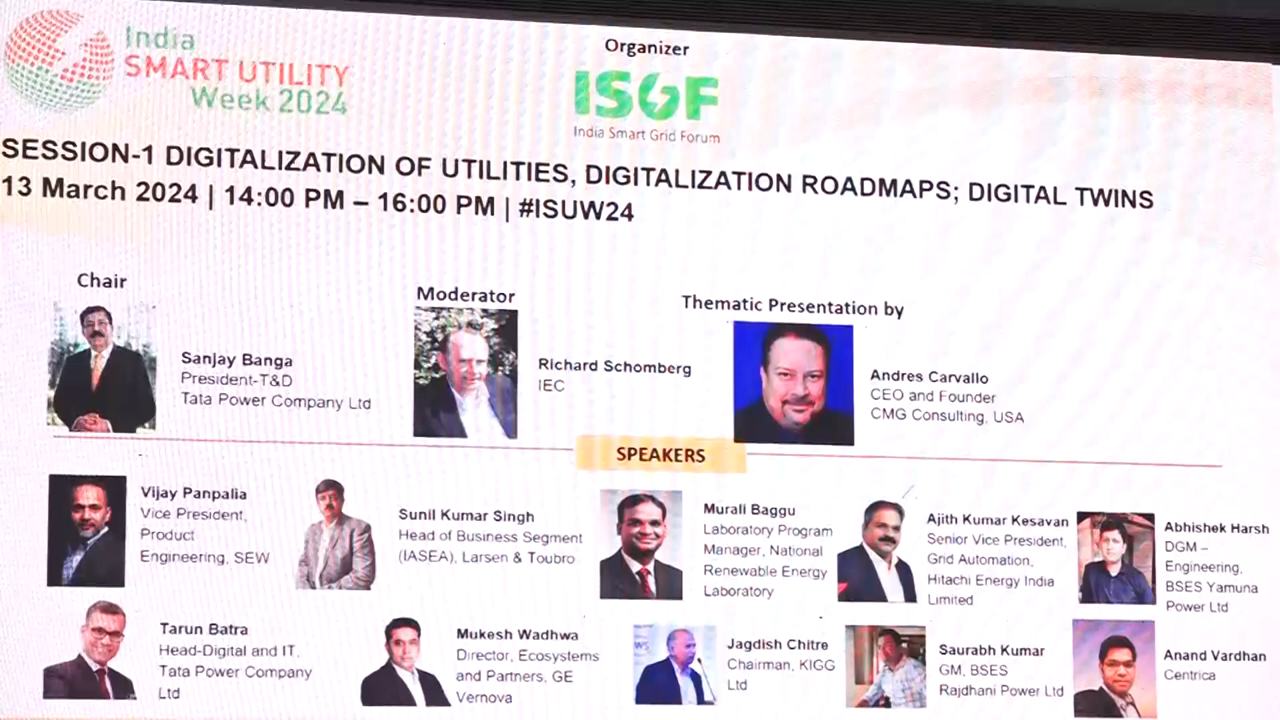 India
SMART UTILITY
Week 2024
Organizer
ISGF
India Smart Grid Forum
SESSION-1 DIGITALIZATION OF UTILITIES, DIGITALIZATION ROADMAPS; DIGITAL TWINS
13 March 2024 | 14:00 PM – 16:00 PM | #ISUW24
Chair
Sanjay Banga
President-T&D
Tata Power Company Ltd
Moderator
Richard Schomberg
IEC
Thematic Presentation by
Andres Carvallo
CEO and Founder
CMG Consulting, USA
SPEAKERS
Vijay Panpalia
Vice President,
Product
Engineering, SEW
Sunil Kumar Singh
Head of Business Segment
(IASEA), Larsen & Toubro
Murali Baggu
Laboratory Program
Manager, National
Renewable Energy
Laboratory
Ajith Kumar Kesavan
Senior Vice President,
Grid Automation,
Hitachi Energy India
Limited
Abhishek Harsh
DGM –
Engineering,
BSES Yamuna
Power Ltd
Tarun Batra
Head-Digital and IT,
Tata Power Company
Ltd
Mukesh Wadhwa
Director, Ecosystems
and Partners, GE
Vernova
Jagdish Chitre
Chairman, KIGG
Ltd
Saurabh Kumar
GM, BSES
Rajdhani Power Ltd
Anand Vardhan
Centrica